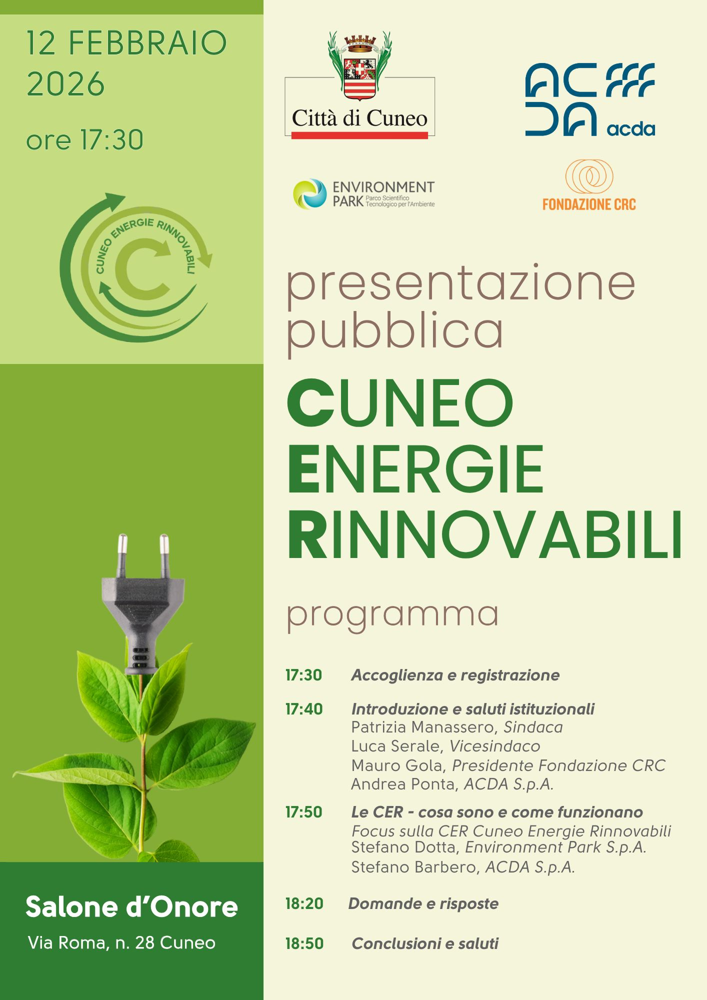 12 FEBBRAIO
2026
ore 17:30
CUNEO ENERGIE RINNOVABILI
Città di Cuneo
acda
ENVIRONMENT
PARK Parco Scientifico
Tecnologico per l'Ambiente
FONDAZIONE CRC
presentazione
pubblica
CUNEO
ENERGIE
RINNOVABILI
programma
17:30 Accoglienza e registrazione
17:40 Introduzione e saluti istituzionali
Patrizia Manassero, Sindaca
Luca Serale, Vicesindaco
Mauro Gola, Presidente Fondazione CRC
Andrea Ponta, ACDA S.p.A.
17:50 Le CER - cosa sono e come funzionano
Focus sulla CER Cuneo Energie Rinnovabili
Stefano Dotta, Environment Park S.p.A.
Stefano Barbero, ACDA S.p.A.
18:20 Domande e risposte
18:50 Conclusioni e saluti
Salone d'Onore
Via Roma, n. 28 Cuneo